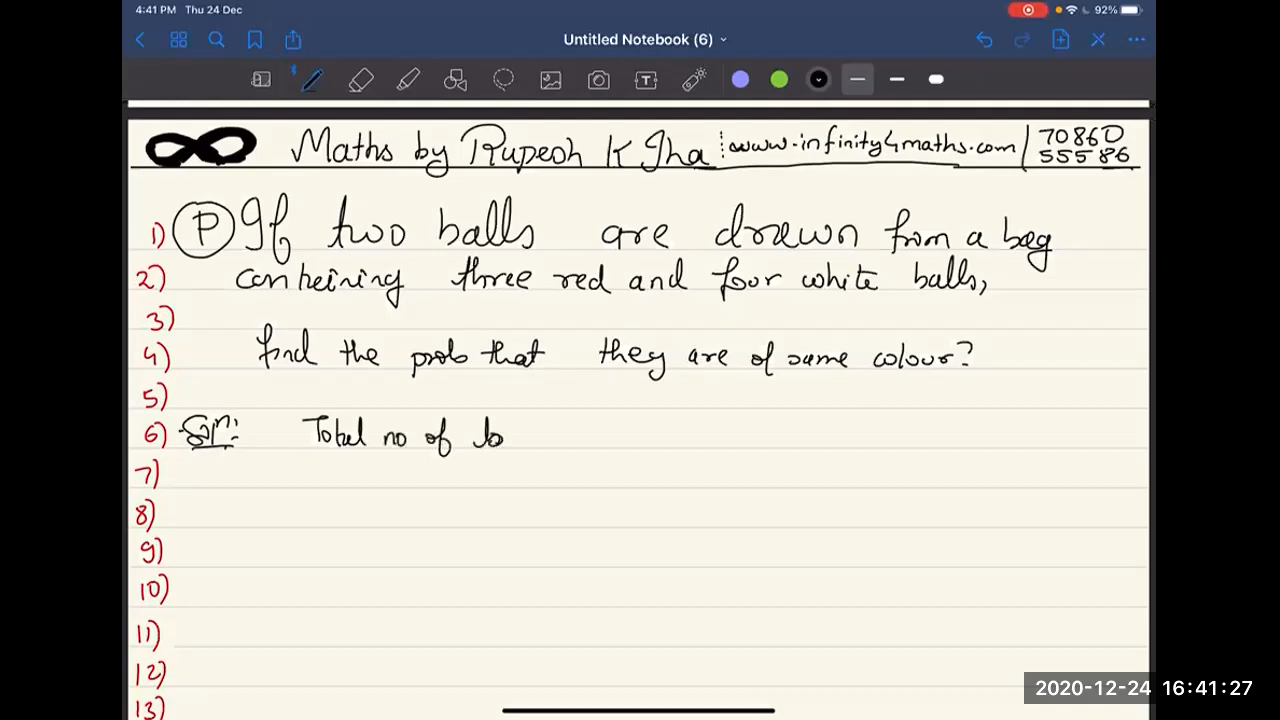 4:41 PM Thu 24 Dec
92%
Untitled Notebook (6)
T
Maths by Rupesh K Jha www.infinity4maths.com / 7086055586
1) P If two balls are drawn from a bag
2) containing three red and four white balls,
3)
4) find the prob that they are of same colour?
5)
6) Soln: Total no of b
7)
8)
9)
10)
11)
12)
13)
2020-12-24 16:41:27